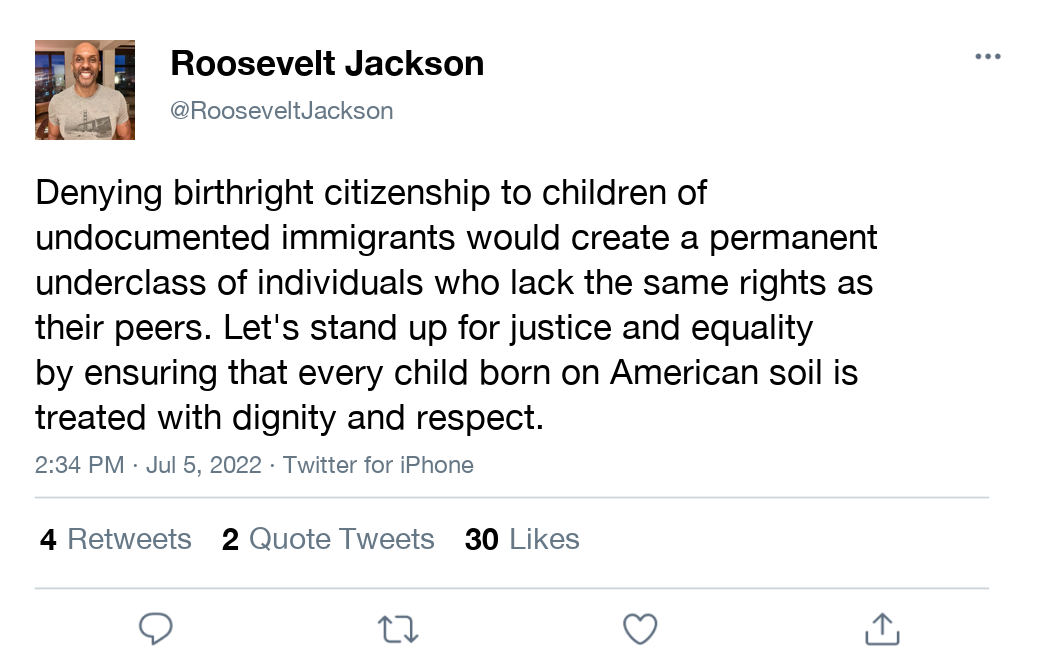 Roosevelt Jackson
@RooseveltJackson
Denying birthright citizenship to children of
undocumented immigrants would create a permanent
underclass of individuals who lack the same rights as
their peers. Let's stand up for justice and equality
by ensuring that every child born on American soil is
treated with dignity and respect.
2:34 PM · Jul 5, 2022 · Twitter for iPhone
4 Retweets 2 Quote Tweets 30 Likes